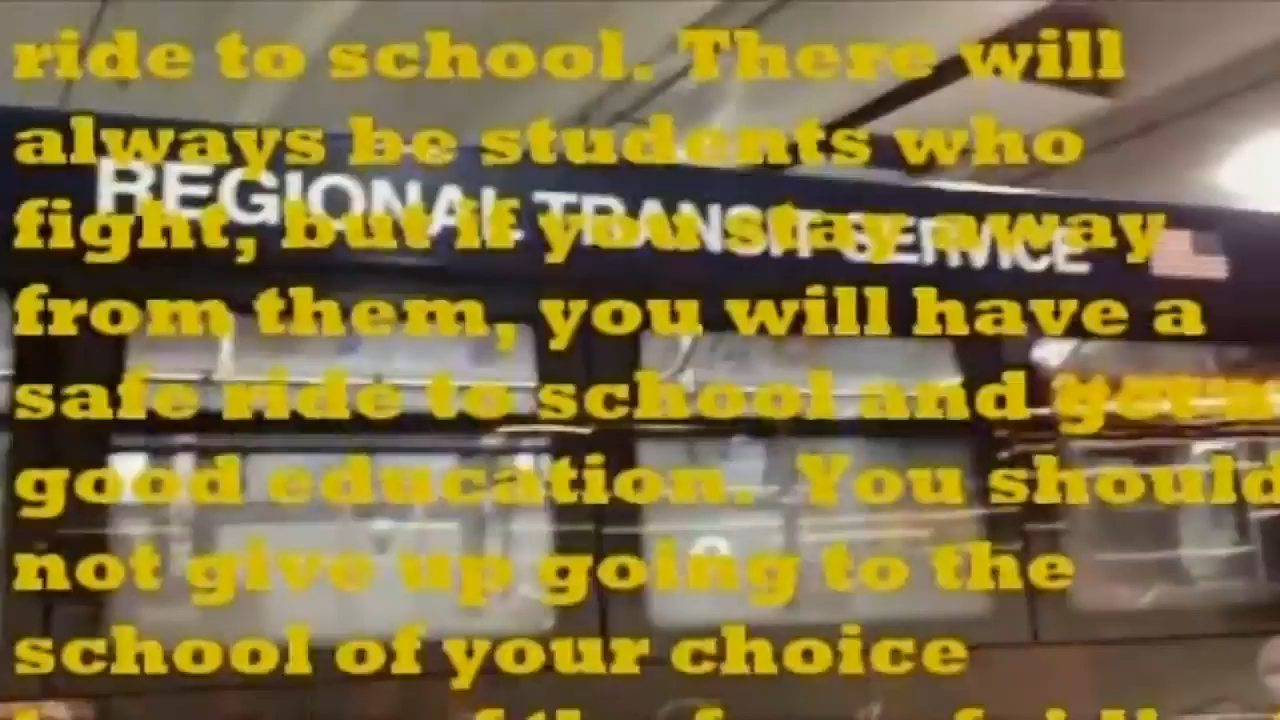 ride to school. There will
always be students who
REGIONAL TRANSIT SERVICE
fight, but if you stay away
from them, you will have a
safe ride to school and get a
good education. You should
not give up going to the
school of your choice